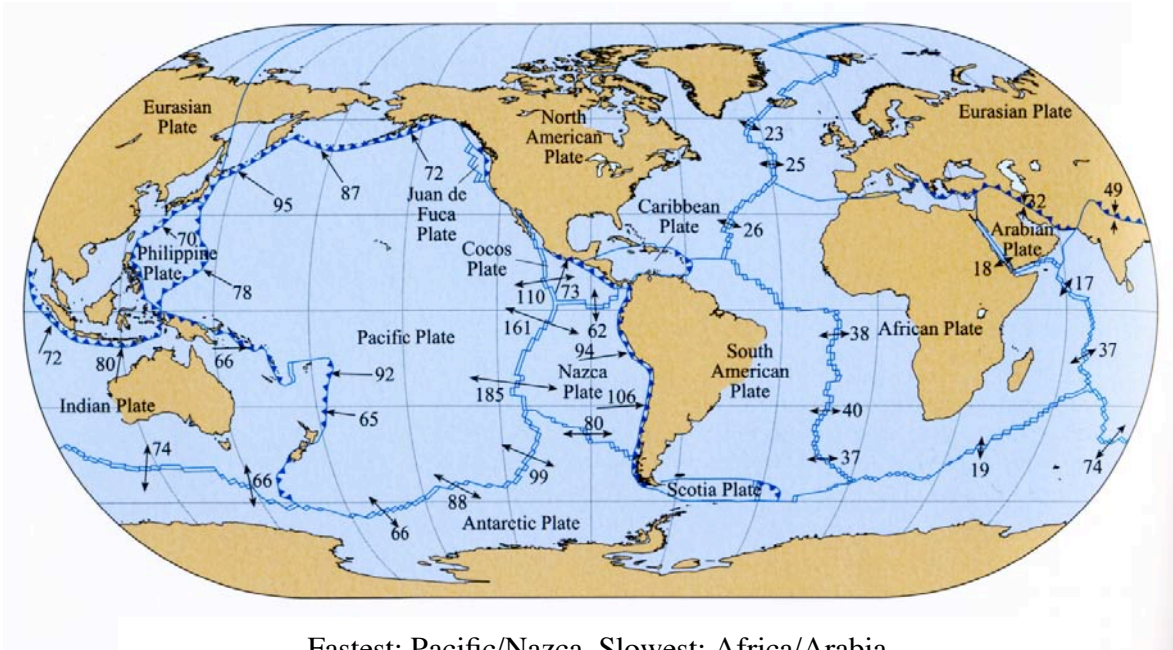 Eurasian
Plate
North
American
Plate
Eurasian Plate
23
25
72
87
95
Juan de
Fuca
Plate
Caribbean
Plate
26
32
49
Arabian
Plate
18
70
Philippine
Plate
78
Cocos
Plate
110
73
17
161
62
72
80
66
Pacific Plate
94
Nazca
Plate
South
American
Plate
38
African Plate
37
92
185
106
Indian Plate
65
40
80
74
66
99
37
19
74
88
Scotia Plate
66
Antarctic Plate
Fastest: Pacific/Nazca, Slowest: Africa/Arabia